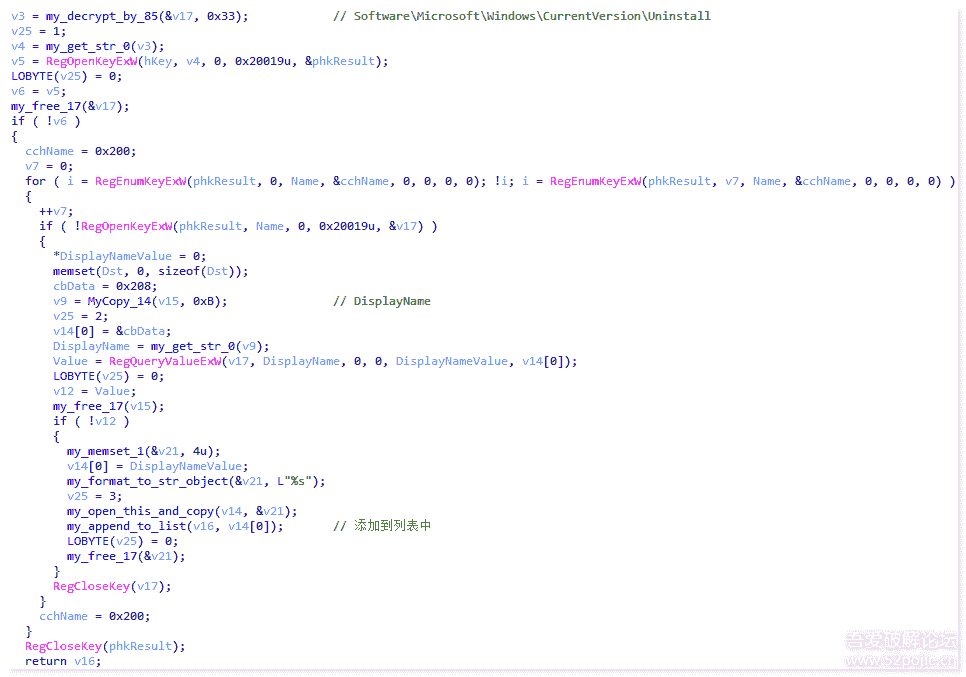 v3 = my_decrypt_by_85(&v17, 0x33);            // Software\Microsoft\Windows\CurrentVersion\Uninstall
v25 = 1;
v4 = my_get_str_0(v3);
v5 = RegOpenKeyExW(hKey, v4, 0, 0x20019u, &phkResult);
LOBYTE(v25) = 0;
v6 = v5;
my_free_17(&v17);
if ( !v6 )
{
  cchName = 0x200;
  v7 = 0;
  for ( i = RegEnumKeyExW(phkResult, 0, Name, &cchName, 0, 0, 0, 0); !i; i = RegEnumKeyExW(phkResult, v7, Name, &cchName, 0, 0, 0, 0) )
  {
    ++v7;
    if ( !RegOpenKeyExW(phkResult, Name, 0, 0x20019u, &v17) )
    {
      *DisplayNameValue = 0;
      memset(Dst, 0, sizeof(Dst));
      cbData = 0x208;
      v9 = MyCopy_14(v15, 0xB);               // DisplayName
      v25 = 2;
      v14[0] = &cbData;
      DisplayName = my_get_str_0(v9);
      Value = RegQueryValueExW(v17, DisplayName, 0, 0, DisplayNameValue, v14[0]);
      LOBYTE(v25) = 0;
      v12 = Value;
      my_free_17(v15);
      if ( !v12 )
      {
        my_memset_1(&v21, 4u);
        v14[0] = DisplayNameValue;
        my_format_to_str_object(&v21, L"%s");
        v25 = 3;
        my_open_this_and_copy(v14, &v21);
        my_append_to_list(v16, v14[0]);       // 添加到列表中
        LOBYTE(v25) = 0;
        my_free_17(&v21);
      }
      RegCloseKey(v17);
    }
    cchName = 0x200;
  }
  RegCloseKey(phkResult);
  return v16;
吾爱破解论坛
www.52pojie.cn